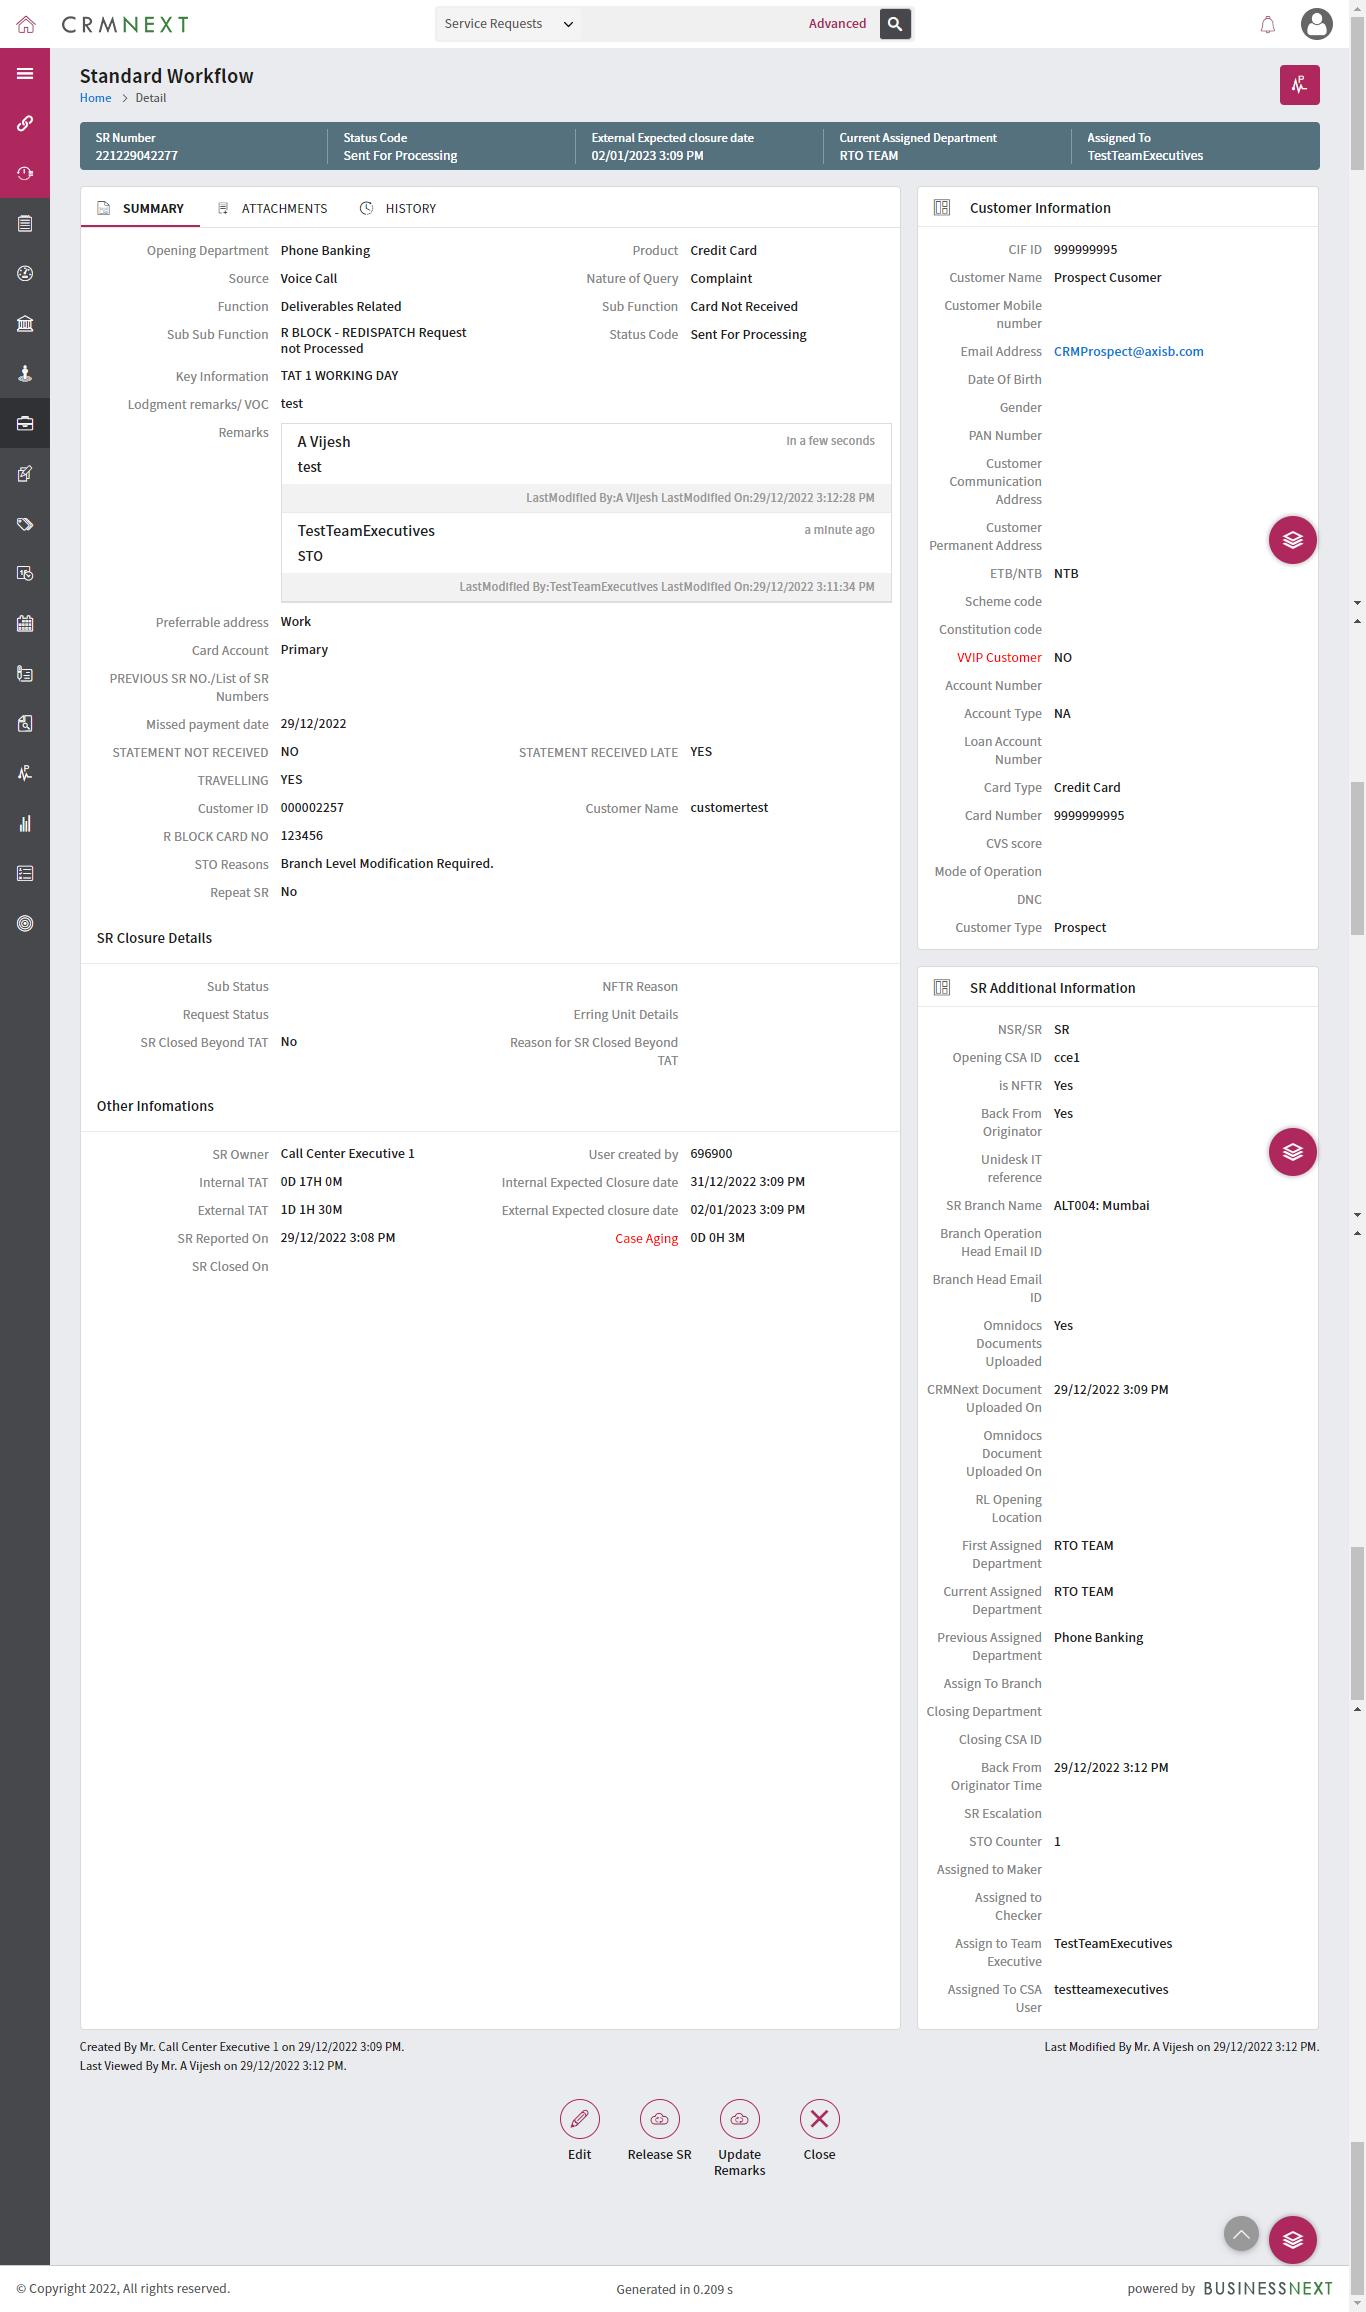 CRMNEXT
Service Requests
Advanced
Standard Workflow
Home > Detail
SR Number
221229042277
Status Code
Sent For Processing
External Expected closure date
02/01/2023 3:09 PM
Current Assigned Department
RTO TEAM
Assigned To
TestTeamExecutives
SUMMARY
ATTACHMENTS
HISTORY
Opening Department Phone Banking
Product Credit Card
Source Voice Call
Nature of Query Complaint
Function Deliverables Related
Sub Function Card Not Received
Sub Sub Function R BLOCK - REDISPATCH Request
not Processed
Status Code Sent For Processing
Key Information TAT 1 WORKING DAY
Lodgment remarks/ VOC test
Remarks
A Vijesh
In a few seconds
test
LastModified By:A Vijesh LastModified On:29/12/2022 3:12:28 PM
TestTeamExecutives
a minute ago
STO
LastModified By:TestTeamExecutives LastModified On:29/12/2022 3:11:34 PM
Preferrable address Work
Card Account Primary
PREVIOUS SR NO./List of SR
Numbers
Missed payment date 29/12/2022
STATEMENT NOT RECEIVED NO
STATEMENT RECEIVED LATE YES
TRAVELLING YES
Customer ID 000002257
Customer Name customertest
R BLOCK CARD NO 123456
STO Reasons Branch Level Modification Required.
Repeat SR No
SR Closure Details
Sub Status
NFTR Reason
Request Status
Erring Unit Details
SR Closed Beyond TAT No
Reason for SR Closed Beyond
TAT
Other Infomations
SR Owner Call Center Executive 1
User created by 696900
Internal TAT 0D 17H 0M
Internal Expected Closure date 31/12/2022 3:09 PM
External TAT 1D 1H 30M
External Expected closure date 02/01/2023 3:09 PM
SR Reported On 29/12/2022 3:08 PM
Case Aging 0D 0H 3M
SR Closed On
Customer Information
CIF ID 999999995
Customer Name Prospect Cusomer
Customer Mobile
number
Email Address CRMProspect@axisb.com
Date Of Birth
Gender
PAN Number
Customer
Communication
Address
Customer
Permanent Address
ETB/NTB NTB
Scheme code
Constitution code
VVIP Customer NO
Account Number
Account Type NA
Loan Account
Number
Card Type Credit Card
Card Number 9999999995
CVS score
Mode of Operation
DNC
Customer Type Prospect
SR Additional Information
NSR/SR SR
Opening CSA ID cce1
is NFTR Yes
Back From
Originator Yes
Unidesk IT
reference
SR Branch Name ALT004: Mumbai
Branch Operation
Head Email ID
Branch Head Email
ID
Omnidocs Yes
Documents
Uploaded
CRMNext Document 29/12/2022 3:09 PM
Uploaded On
Omnidocs
Document
Uploaded On
RL Opening
Location
First Assigned RTO TEAM
Department
Current Assigned RTO TEAM
Department
Previous Assigned Phone Banking
Department
Assign To Branch
Closing Department
Closing CSA ID
Back From 29/12/2022 3:12 PM
Originator Time
SR Escalation
STO Counter 1
Assigned to Maker
Assigned to
Checker
Assign to Team TestTeamExecutives
Executive
Assigned To CSA testteamexecutives
User
Created By Mr. Call Center Executive 1 on 29/12/2022 3:09 PM.
Last Modified By Mr. A Vijesh on 29/12/2022 3:12 PM.
Last Viewed By Mr. A Vijesh on 29/12/2022 3:12 PM.
Edit
Release SR
Update
Remarks
Close
© Copyright 2022, All rights reserved.
Generated in 0.209 s
powered by BUSINESSNEXT